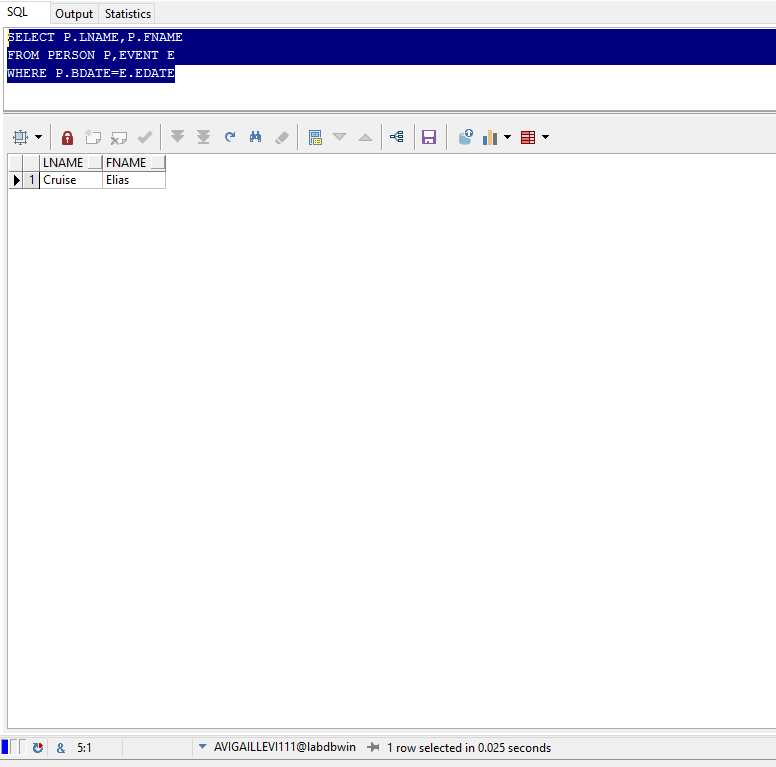 SQL Output Statistics
SELECT P.LNAME,P.FNAME
FROM PERSON P,EVENT E
WHERE P.BDATE=E.EDATE
LNAME FNAME
1 Cruise Elias
& 5:1 AVIGAILLEVI111@labdbwin 1 row selected in 0.025 seconds